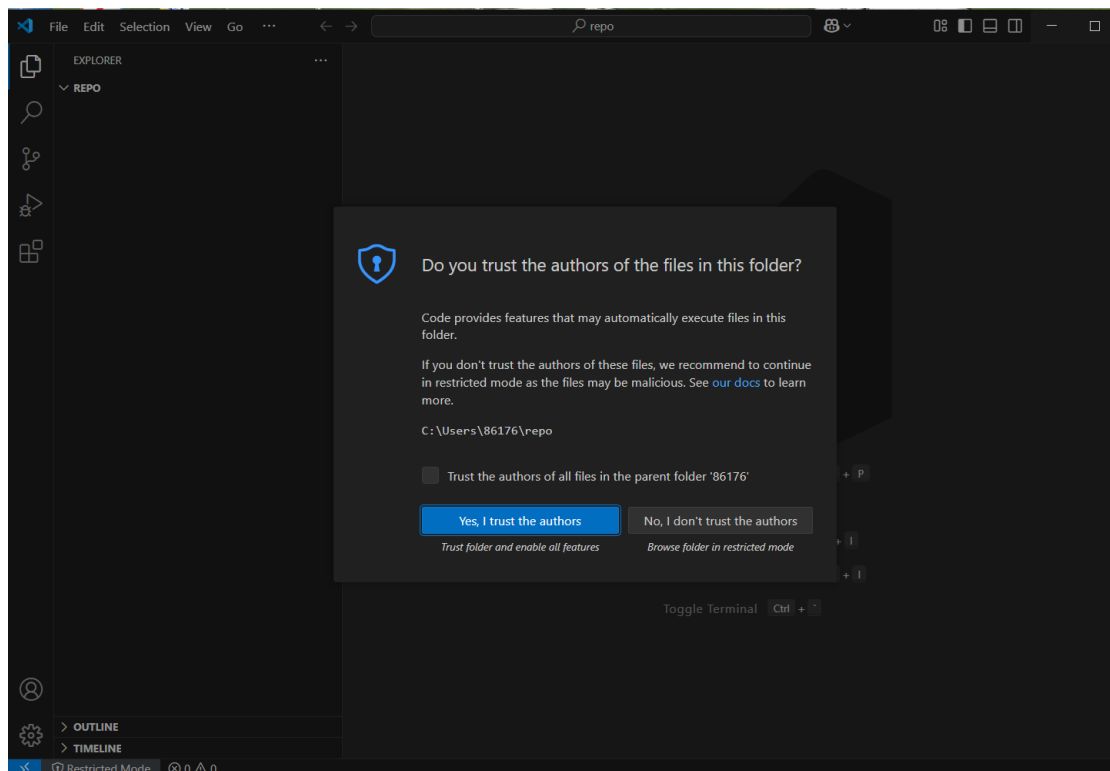 File Edit Selection View Go ··· repo
EXPLORER ···
REPO
Do you trust the authors of the files in this folder?
Code provides features that may automatically execute files in this
folder.
If you don't trust the authors of these files, we recommend to continue
in restricted mode as the files may be malicious. See our docs to learn
more.
C:\Users\86176\repo
+ P
Trust the authors of all files in the parent folder '86176'
Yes, I trust the authors No, I don't trust the authors
Trust folder and enable all features Browse folder in restricted mode
+ I
+ I
Toggle Terminal Ctrl + `
OUTLINE
TIMELINE
Restricted Mode 0 0